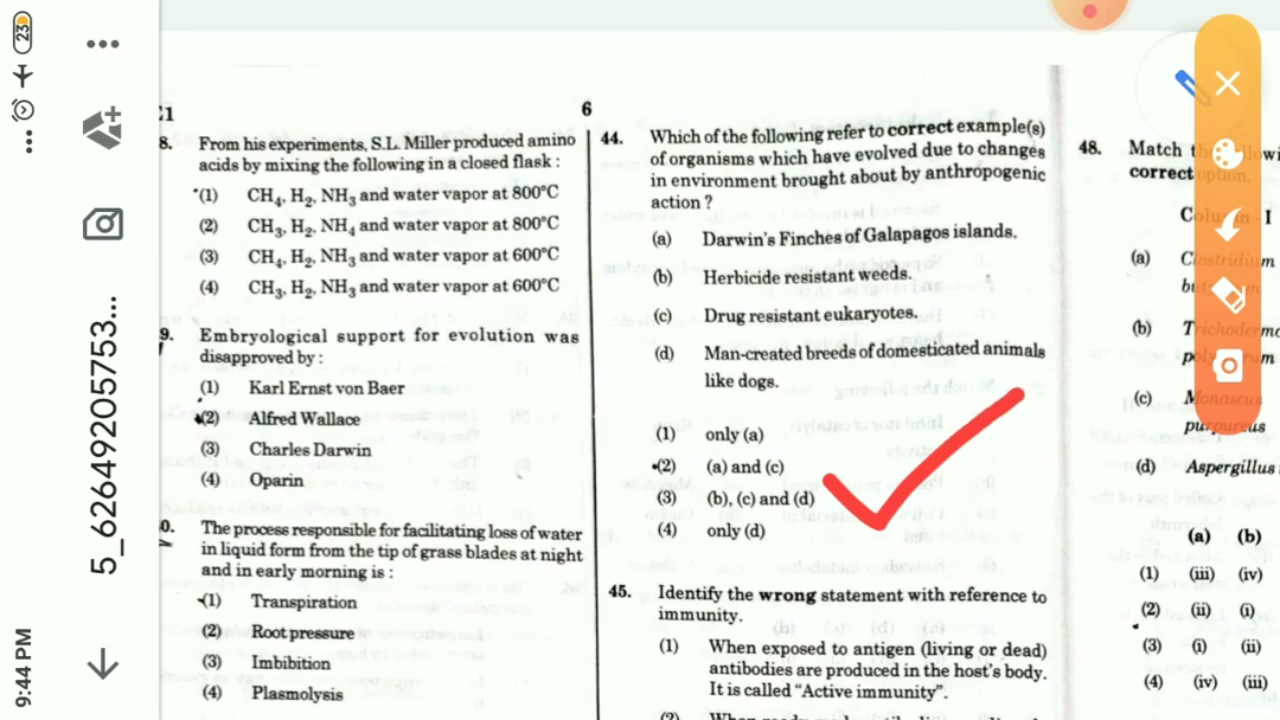 9:44 PM
23
5_6264920575​3...
:1
6
8. From his experiments, S.L. Miller produced amino
acids by mixing the following in a closed flask :
(1) CH₄, H₂, NH₃ and water vapor at 800°C
(2) CH₃, H₂, NH₄ and water vapor at 800°C
(3) CH₄, H₂, NH₃ and water vapor at 600°C
(4) CH₃, H₂, NH₃ and water vapor at 600°C
9. Embryological support for evolution was
disapproved by :
(1) Karl Ernst von Baer
(2) Alfred Wallace
(3) Charles Darwin
(4) Oparin
0. The process responsible for facilitating loss of water
in liquid form from the tip of grass blades at night
and in early morning is :
(1) Transpiration
(2) Root pressure
(3) Imbibition
(4) Plasmolysis
44. Which of the following refer to correct example(s)
of organisms which have evolved due to changes
in environment brought about by anthropogenic
action ?
(a) Darwin's Finches of Galapagos islands.
(b) Herbicide resistant weeds.
(c) Drug resistant eukaryotes.
(d) Man-created breeds of domesticated animals
like dogs.
(1) only (a)
(2) (a) and (c)
(3) (b), (c) and (d)
(4) only (d)
45. Identify the wrong statement with reference to
immunity.
(1) When exposed to antigen (living or dead)
antibodies are produced in the host's body.
It is called "Active immunity".
(2) When
48. Match
correct option.
Column - I
(a) Clostridium
(b)
(c) Monascus
purpureus
(d) Aspergillus
(a) (b)
(1) (iii) (iv)
(2) (ii) (i)
(3) (i) (ii)
(4) (iv) (iii)